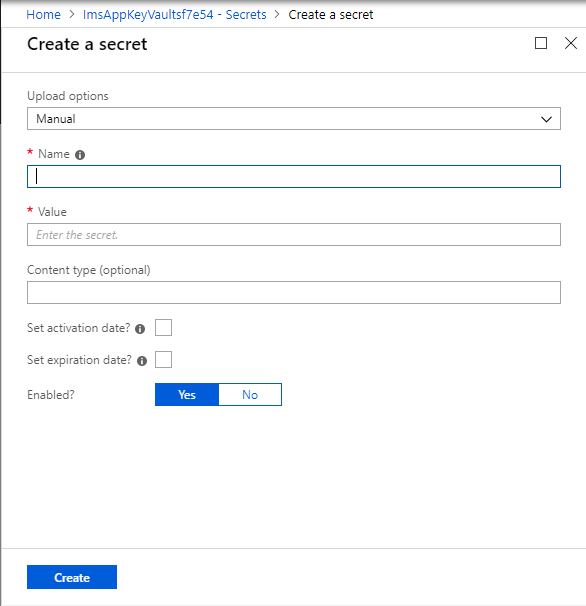 Home > ImsAppKeyVaultsf7e54 - Secrets > Create a secret
Create a secret
Upload options
Manual
* Name
* Value
Enter the secret.
Content type (optional)
Set activation date?
Set expiration date?
Enabled? Yes No
Create